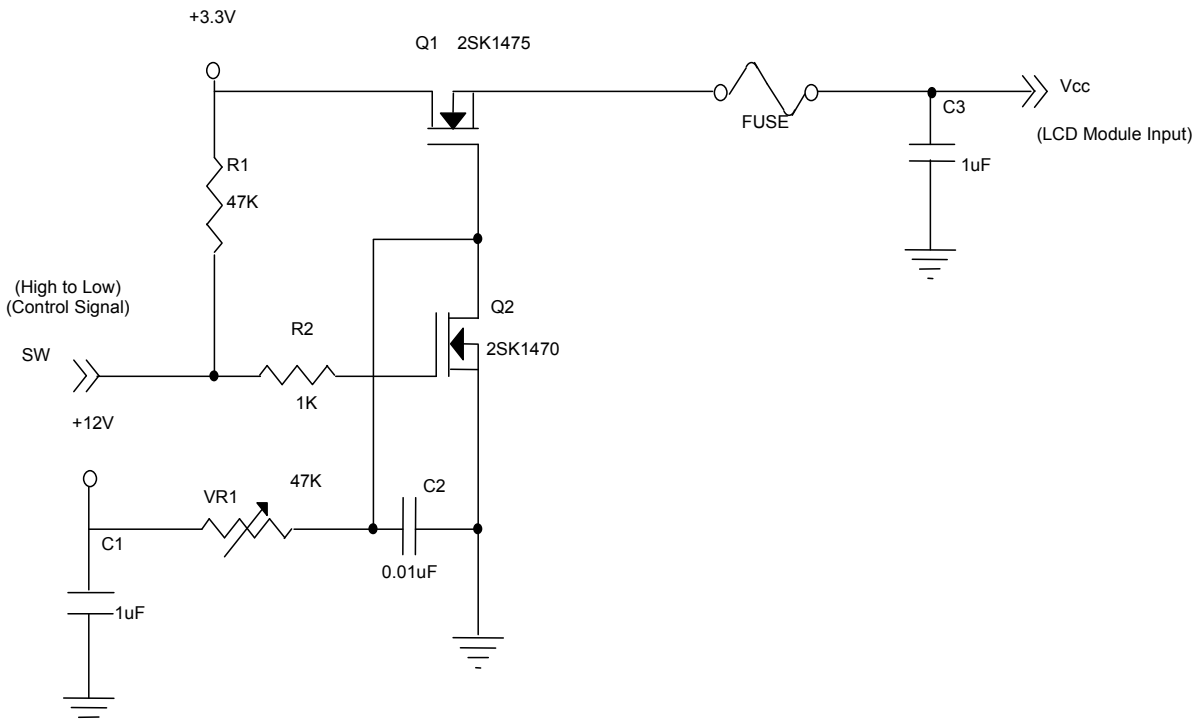 +3.3V
Q1 2SK1475
Vcc
C3
FUSE
(LCD Module Input)
R1
1uF
47K
(High to Low)
(Control Signal)
Q2
R2
SW
2SK1470
1K
+12V
47K
C2
VR1
C1
0.01uF
1uF